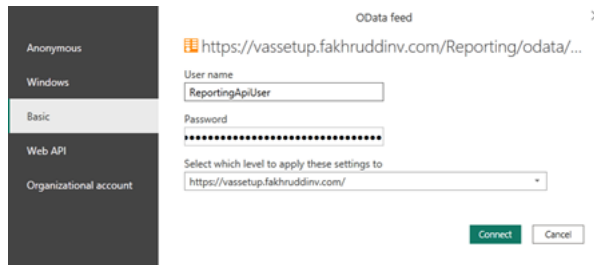 OData feed
Anonymous
Windows
Basic
Web API
Organizational account
https://vassetup.fakhruddinv.com/Reporting/odata/...
User name
ReportingApiUser
Password
Select which level to apply these settings to
https://vassetup.fakhruddinv.com/
Connect
Cancel